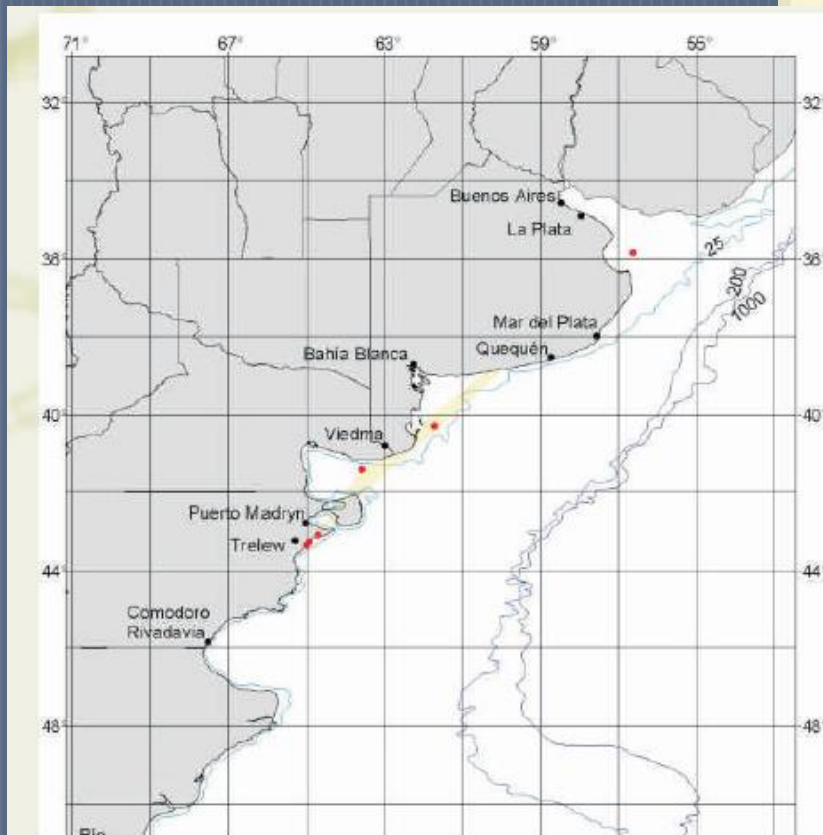 71° 67° 63° 59° 55°
32° 32°
Buenos Aires
La Plata
36° 36°
25
200
1000
Mar del Plata
Quequén
Bahía Blanca
40° 40°
Viedma
Puerto Madryn
Trelew
44° 44°
Comodoro
Rivadavia
48° 48°
Río